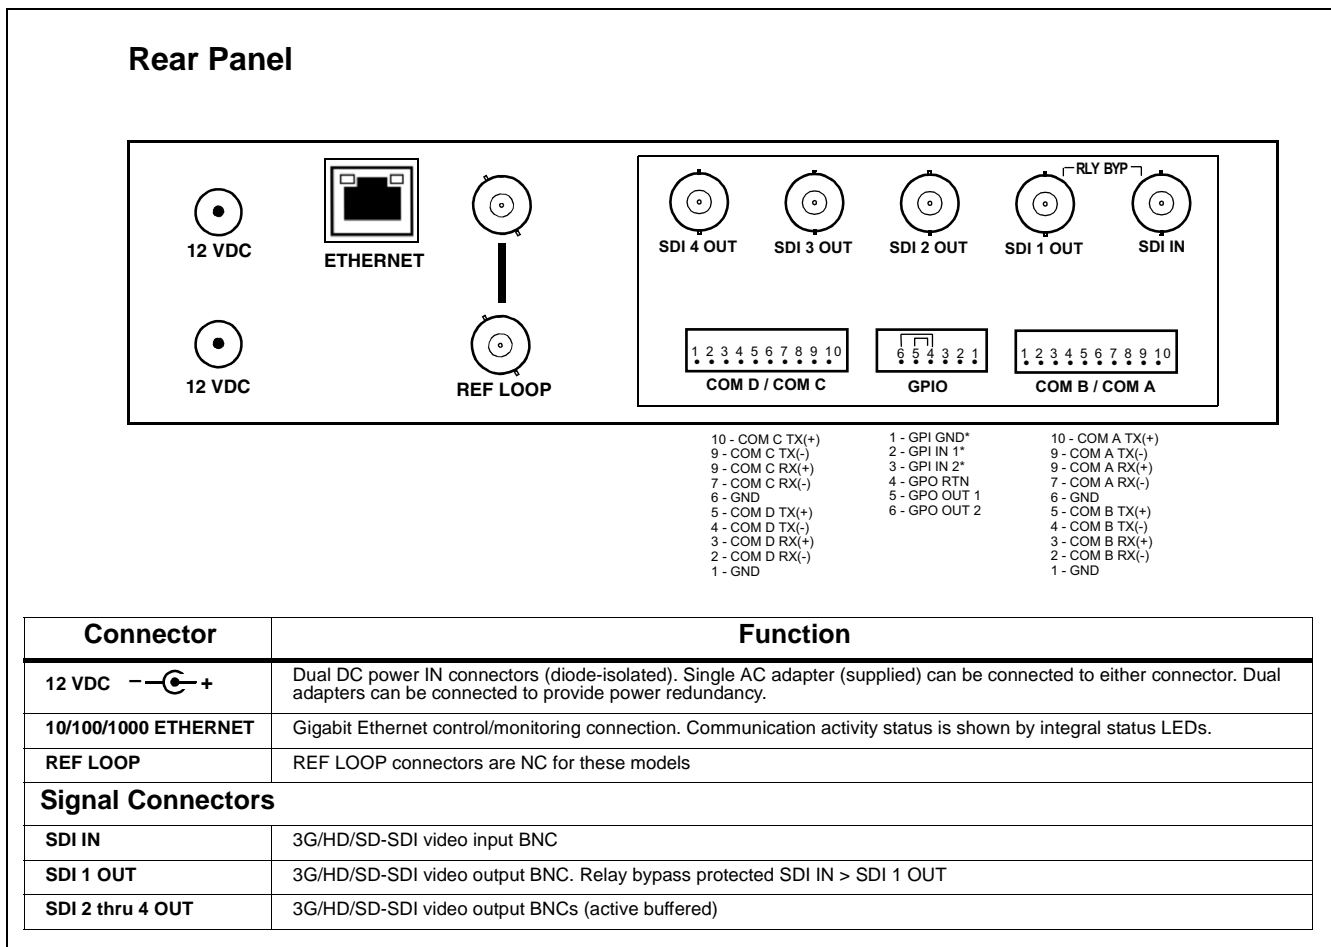 Rear Panel
RLY BYP
12 VDC
ETHERNET
SDI 4 OUT
SDI 3 OUT
SDI 2 OUT
SDI 1 OUT
SDI IN
12 VDC
REF LOOP
1 2 3 4 5 6 7 8 9 10
COM D / COM C
6 5 4 3 2 1
GPIO
1 2 3 4 5 6 7 8 9 10
COM B / COM A
10 - COM C TX(+)
9 - COM C TX(-)
9 - COM C RX(+)
7 - COM C RX(-)
6 - GND
5 - COM D TX(+)
4 - COM D TX(-)
3 - COM D RX(+)
2 - COM D RX(-)
1 - GND
1 - GPI GND*
2 - GPI IN 1*
3 - GPI IN 2*
4 - GPO RTN
5 - GPO OUT 1
6 - GPO OUT 2
10 - COM A TX(+)
9 - COM A TX(-)
9 - COM A RX(+)
7 - COM A RX(-)
6 - GND
5 - COM B TX(+)
4 - COM B TX(-)
3 - COM B RX(+)
2 - COM B RX(-)
1 - GND
Connector
Function
12 VDC − +
Dual DC power IN connectors (diode-isolated). Single AC adapter (supplied) can be connected to either connector. Dual
adapters can be connected to provide power redundancy.
10/100/1000 ETHERNET
Gigabit Ethernet control/monitoring connection. Communication activity status is shown by integral status LEDs.
REF LOOP
REF LOOP connectors are NC for these models
Signal Connectors
SDI IN
3G/HD/SD-SDI video input BNC
SDI 1 OUT
3G/HD/SD-SDI video output BNC. Relay bypass protected SDI IN > SDI 1 OUT
SDI 2 thru 4 OUT
3G/HD/SD-SDI video output BNCs (active buffered)